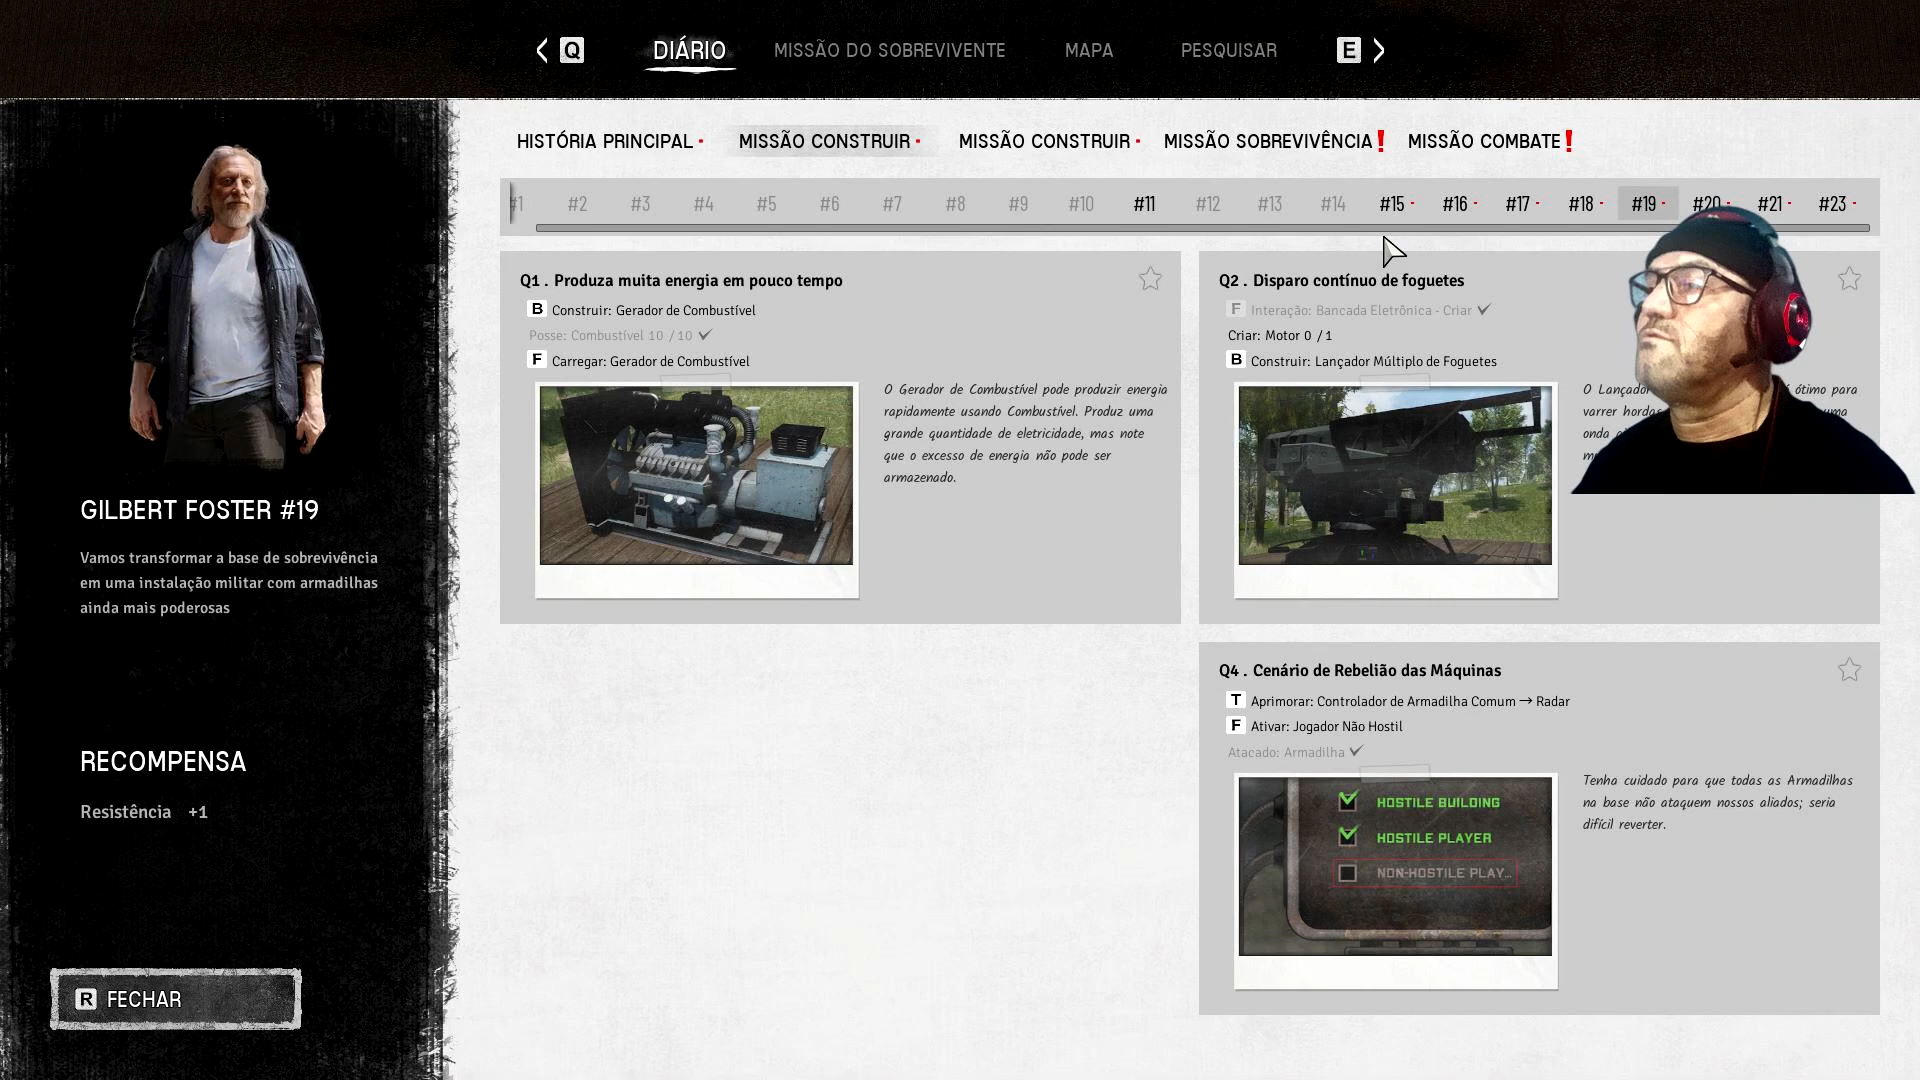 Q
DIÁRIO
MISSÃO DO SOBREVIVENTE
MAPA
PESQUISAR
E
HISTÓRIA PRINCIPAL
MISSÃO CONSTRUIR
MISSÃO CONSTRUIR
MISSÃO SOBREVIVÊNCIA!
MISSÃO COMBATE!
#1 #2 #3 #4 #5 #6 #7 #8 #9 #10 #11 #12 #13 #14 #15 #16 #17 #18 #19 #20 #21 #23
GILBERT FOSTER #19
Vamos transformar a base de sobrevivência
em uma instalação militar com armadilhas
ainda mais poderosas
RECOMPENSA
Resistência +1
R FECHAR
Q1 . Produza muita energia em pouco tempo
B Construir: Gerador de Combustível
Posse: Combustível 10 / 10
F Carregar: Gerador de Combustível
O Gerador de Combustível pode produzir energia
rapidamente usando Combustível. Produz uma
grande quantidade de eletricidade, mas note
que o excesso de energia não pode ser
armazenado.
Q2 . Disparo contínuo de foguetes
F Interação: Bancada Eletrônica - Criar
Criar: Motor 0 / 1
B Construir: Lançador Múltiplo de Foguetes
O ótimo para
varrer hordas uma
onda
Q4 . Cenário de Rebelião das Máquinas
T Aprimorar: Controlador de Armadilha Comum → Radar
F Ativar: Jogador Não Hostil
Atacado: Armadilha
HOSTILE BUILDING
HOSTILE PLAYER
NON-HOSTILE PLAY...
Tenha cuidado para que todas as Armadilhas
na base não ataquem nossos aliados; seria
difícil reverter.